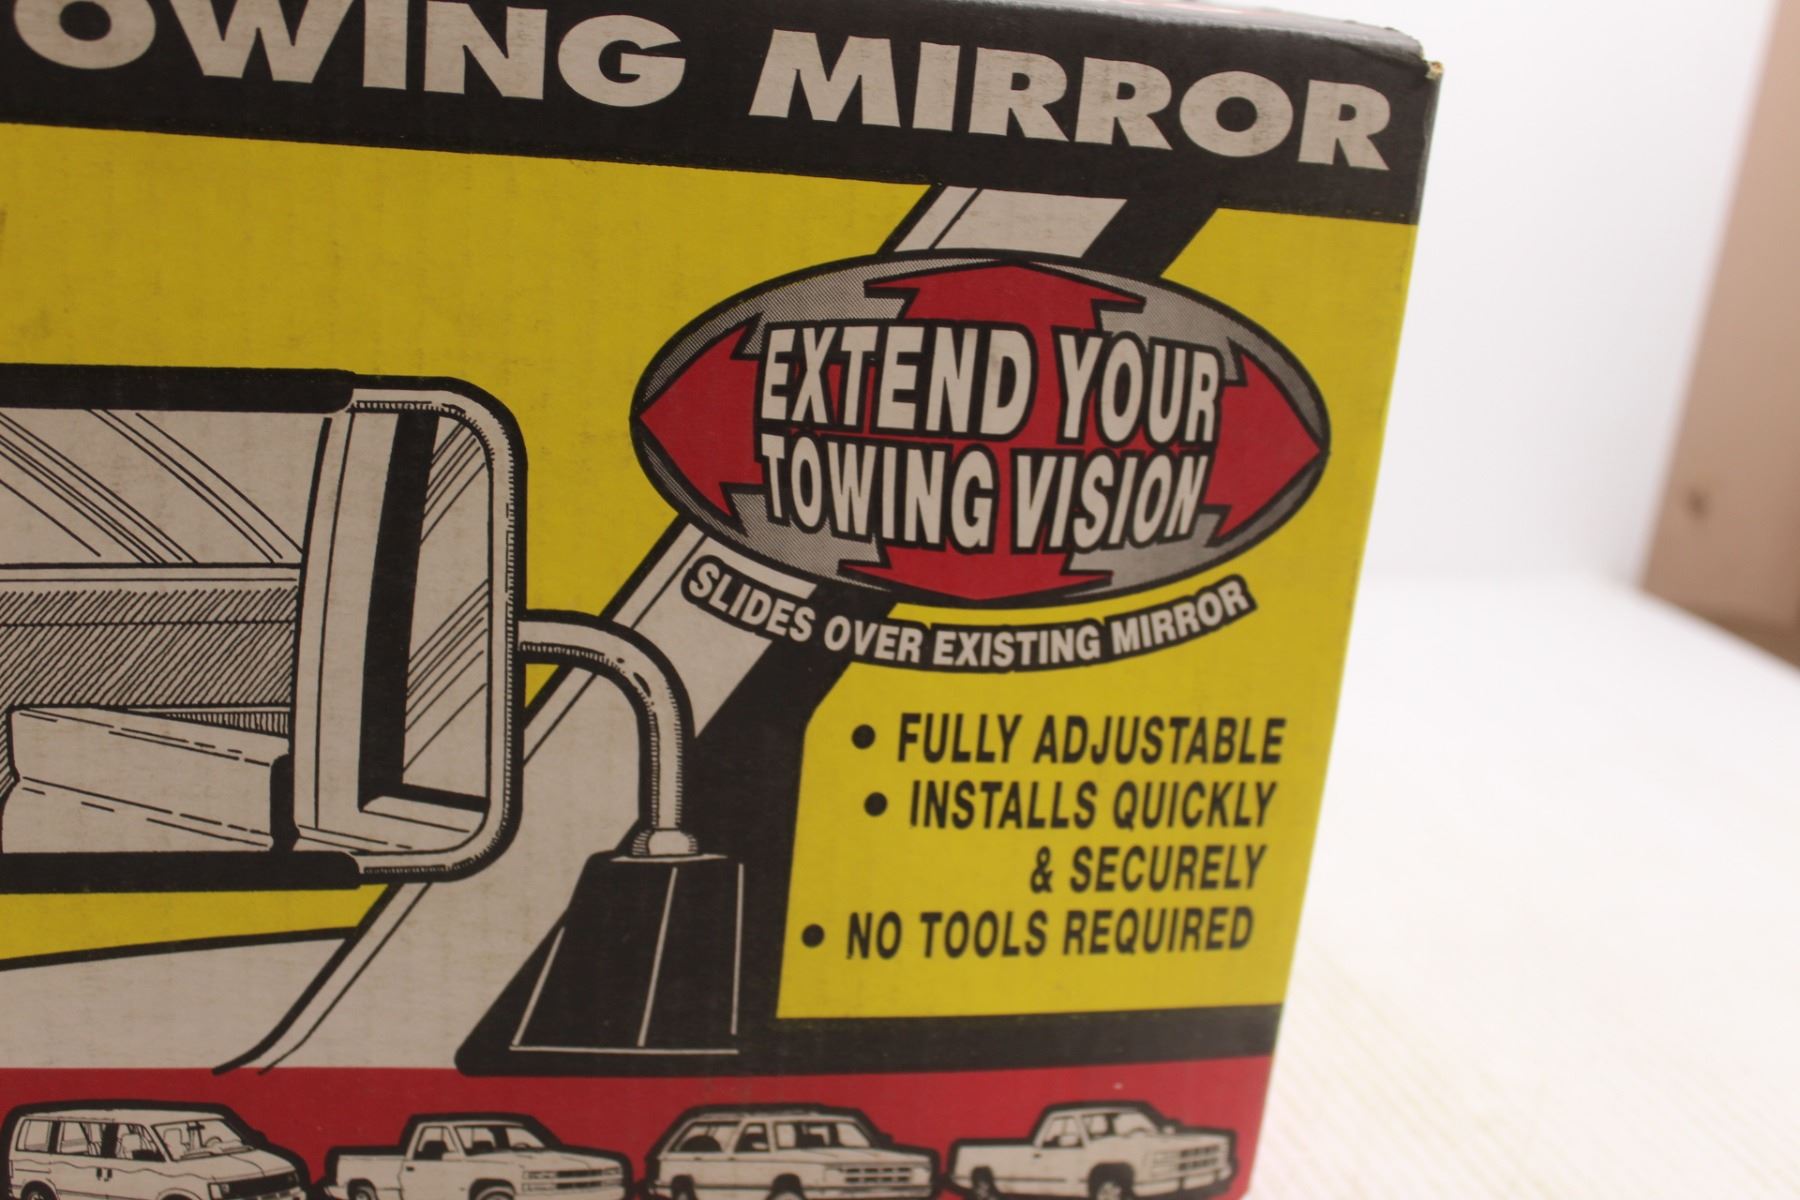 OWING MIRROR
EXTEND YOUR
TOWING VISION
SLIDES OVER EXISTING MIRROR
• FULLY ADJUSTABLE
• INSTALLS QUICKLY
& SECURELY
• NO TOOLS REQUIRED